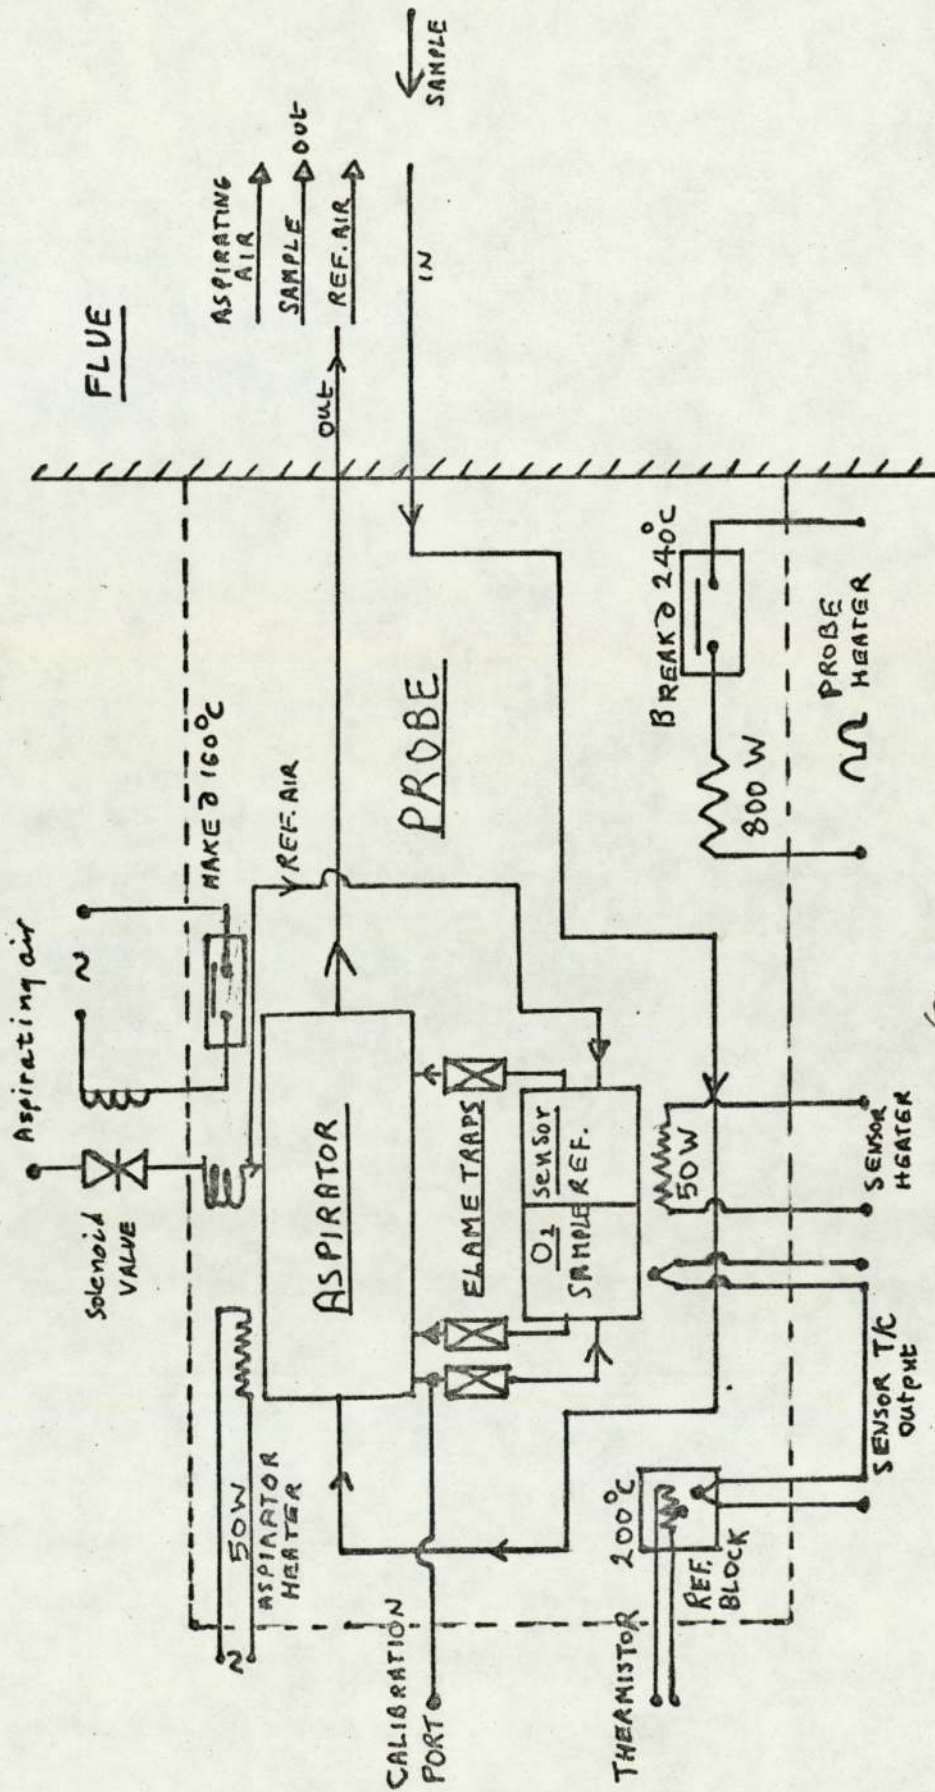 Aspirating air
~
Solenoid
VALVE
MAKE @ 160°C
FLUE
ASPIRATING
AIR
SAMPLE OUT
REF. AIR
OUT
IN
SAMPLE
~
50W
ASPIRATOR
HEATER
ASPIRATOR
REF. AIR
PROBE
CALIBRATION
PORT
FLAME TRAPS
O2 Sensor
SAMPLE REF.
THERMISTOR
200°C
REF.
BLOCK
50W
SENSOR T/C
OUTPUT
SENSOR
HEATER
BREAK @ 240°C
800 W
PROBE
HEATER